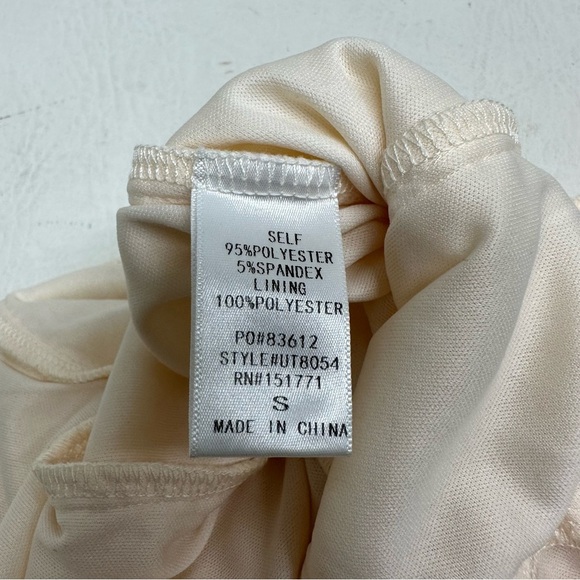 SELF
95%POLYESTER
5%SPANDEX
LINING
100%POLYESTER
PO#83612
STYLE#UT8054
RN#151771
S
MADE IN CHINA